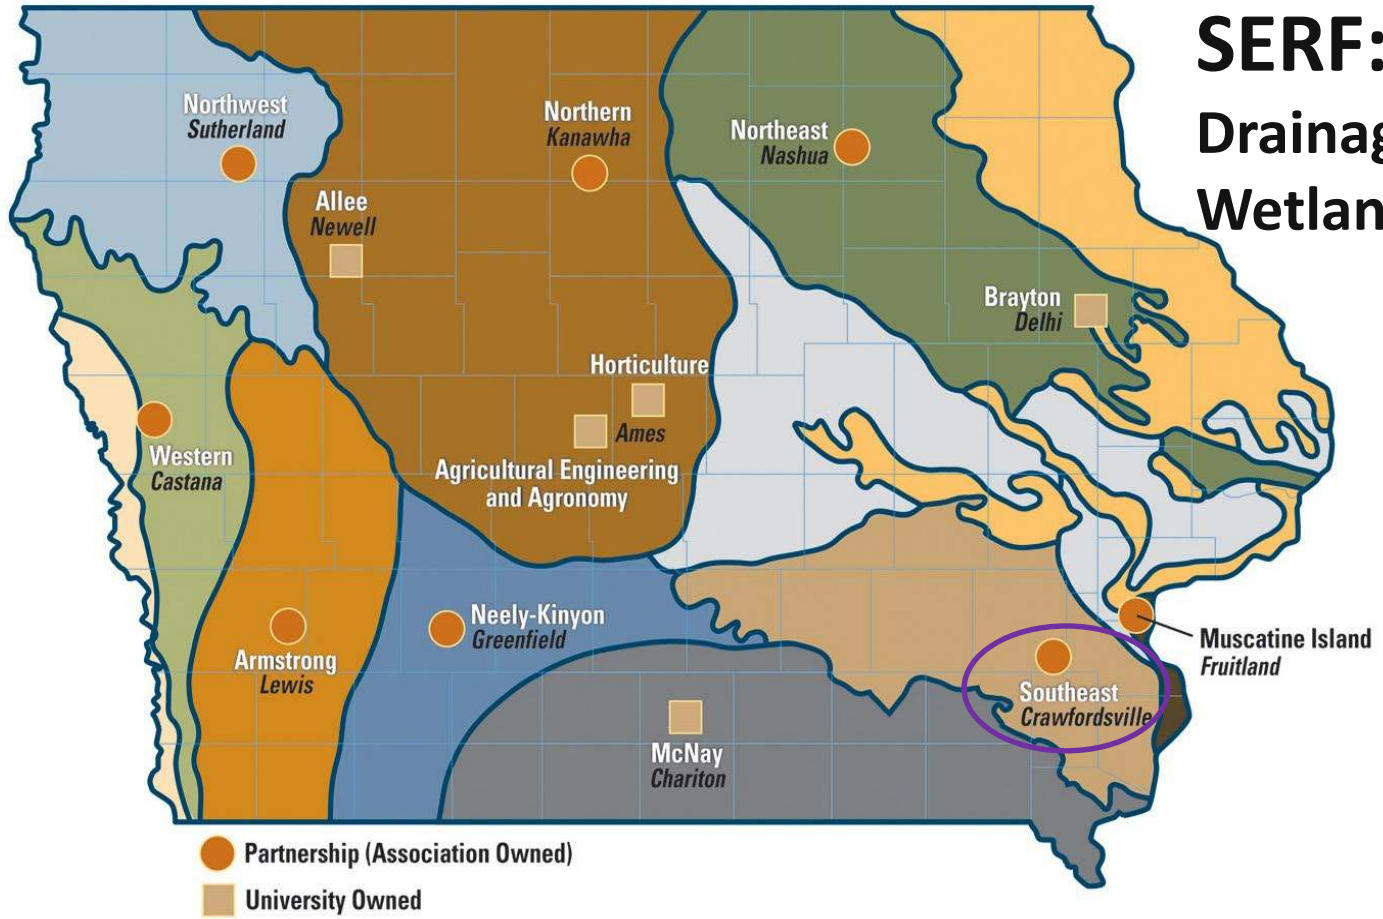 SERF:
Drainag
Wetlan
Northwest
Sutherland
Northern
Kanawha
Northeast
Nashua
Allee
Newell
Brayton
Delhi
Horticulture
Ames
Agricultural Engineering
and Agronomy
Western
Castana
Armstrong
Lewis
Neely-Kinyon
Greenfield
Muscatine Island
Fruitland
Southeast
Crawfordsville
McNay
Chariton
Partnership (Association Owned)
University Owned